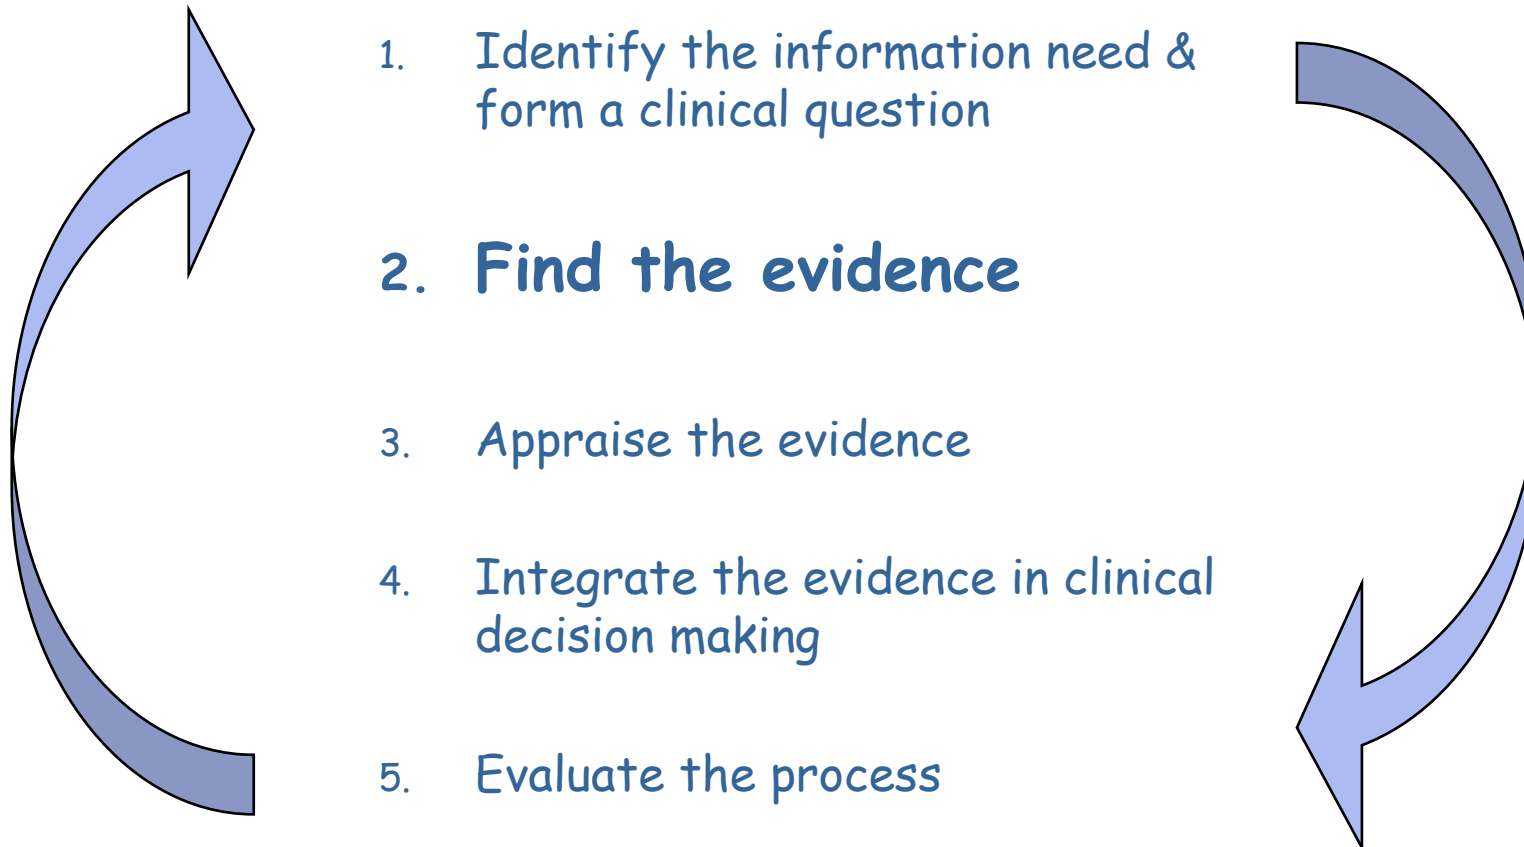 1. Identify the information need &
form a clinical question
2. Find the evidence
3. Appraise the evidence
4. Integrate the evidence in clinical
decision making
5. Evaluate the process